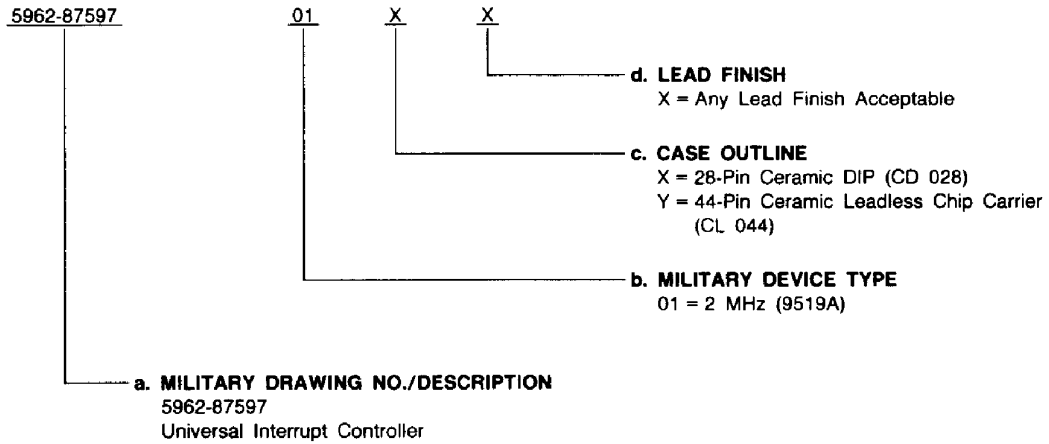 5962-87597 01 X X
d. LEAD FINISH
X = Any Lead Finish Acceptable
c. CASE OUTLINE
X = 28-Pin Ceramic DIP (CD 028)
Y = 44-Pin Ceramic Leadless Chip Carrier
(CL 044)
b. MILITARY DEVICE TYPE
01 = 2 MHz (9519A)
a. MILITARY DRAWING NO./DESCRIPTION
5962-87597
Universal Interrupt Controller